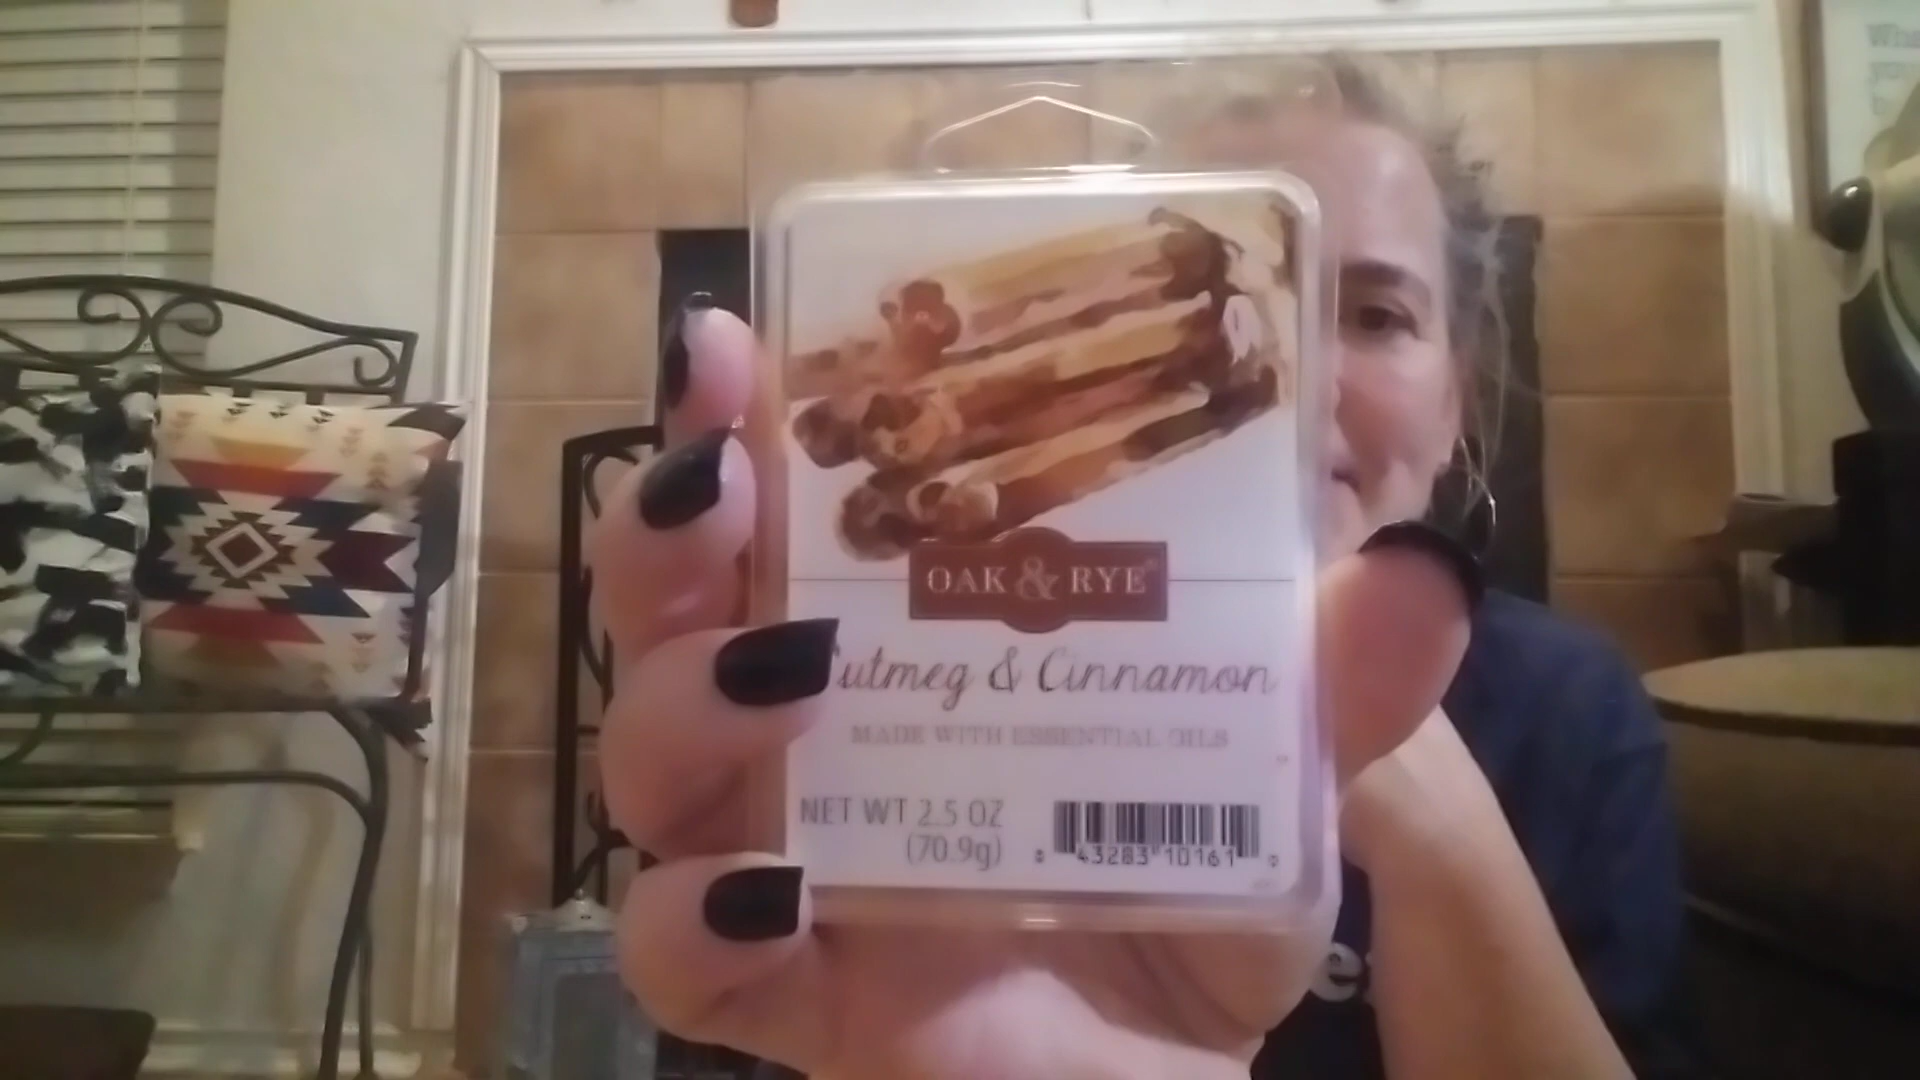 OAK & RYE
utmeg & Cinnamon
MADE WITH ESSENTIAL OILS
NET WT 2.5 OZ
(70.9g)
43283 10161
e